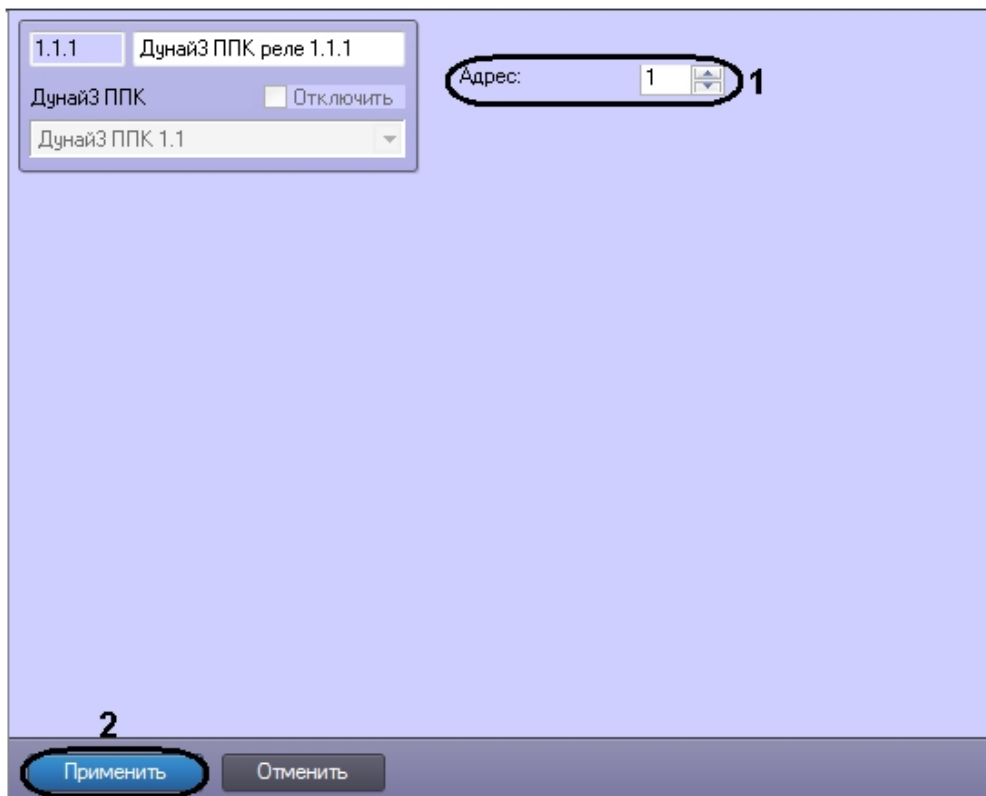 1.1.1 Дунай3 ППК реле 1.1.1
Адрес: 1 1
Дунай3 ППК Отключить
Дунай3 ППК 1.1
2
Применить Отменить